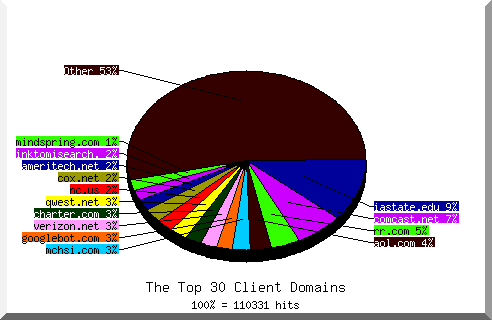 Other 53%
mindspring.com 1%
inktomisearch. 2%
ameritech.net 2%
cox.net 2%
nc.us 2%
qwest.net 3%
charter.com 3%
verizon.net 3%
googlebot.com 3%
mchsi.com 3%
iastate.edu 9%
comcast.net 7%
rr.com 5%
aol.com 4%
The Top 30 Client Domains
100% = 110331 hits